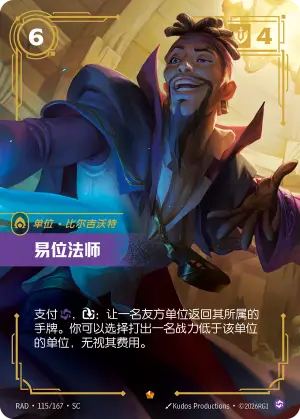 6
4
单位 · 比尔吉沃特
易位法师
支付，：让一名友方单位返回其所属的
手牌。你可以选择打出一名战力低于该单位
的单位，无视其费用。
RAD • 115/167 • SC
Kudos Productions • ©2026RGI